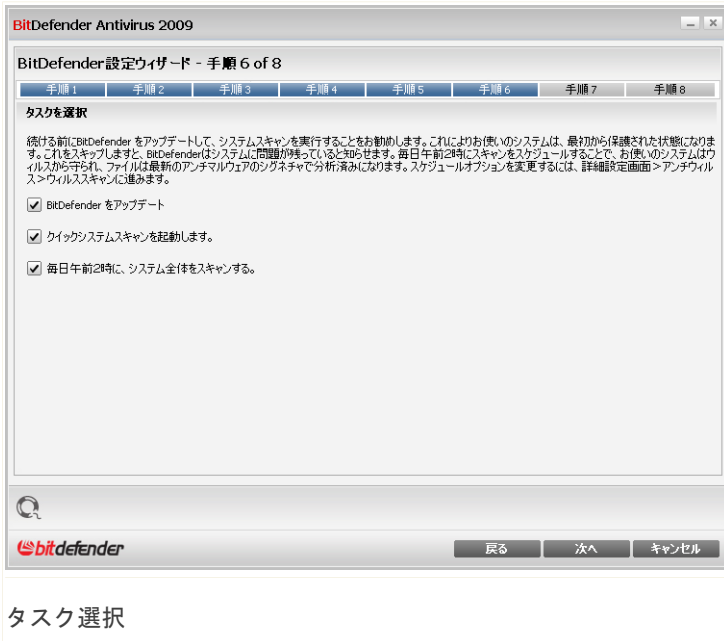 BitDefender Antivirus 2009
BitDefender設定ウィザード - 手順 6 of 8
手順 1 手順 2 手順 3 手順 4 手順 5 手順 6 手順 7 手順 8
タスクを選択
続ける前にBitDefender をアップデートして、システムスキャンを実行することをお勧めします。これによりお使いのシステムは、最初から保護された状態になりま
す。これをスキップしますと、BitDefenderはシステムに問題が残っていると知らせます。毎日午前2時にスキャンをスケジュールすることで、お使いのシステムはウ
ィルスから守られ、ファイルは最新のアンチマルウェアのシグネチャで分析済みになります。スケジュールオプションを変更するには、詳細設定画面>アンチウィル
ス>ウィルススキャンに進みます。
BitDefender をアップデート
クイックシステムスキャンを起動します。
毎日午前2時に、システム全体をスキャンする。
bitdefender
戻る 次へ キャンセル
タスク選択